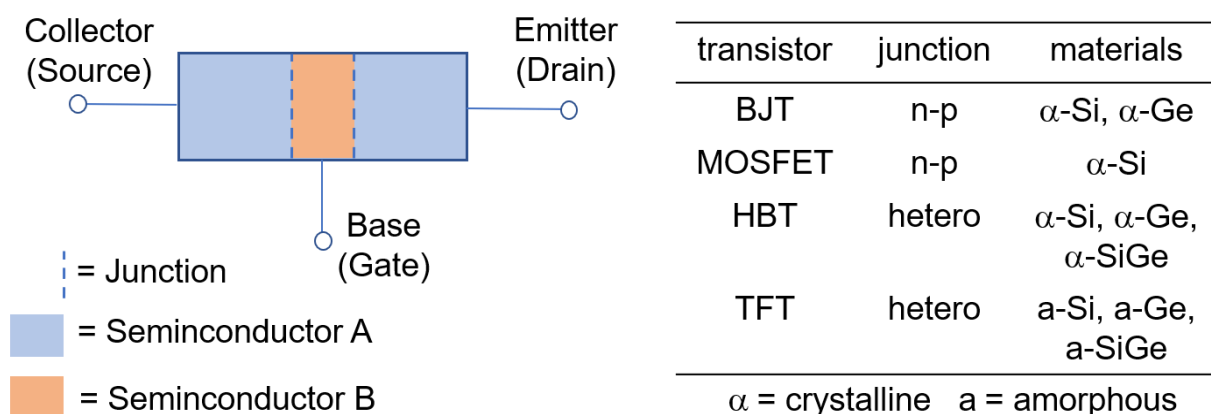 Collector
(Source)
Emitter
(Drain)
Base
(Gate)
= Junction
= Seminconductor A
= Seminconductor B
transistor junction materials
BJT n-p α-Si, α-Ge
MOSFET n-p α-Si
HBT hetero α-Si, α-Ge,
α-SiGe
TFT hetero a-Si, a-Ge,
a-SiGe
α = crystalline a = amorphous